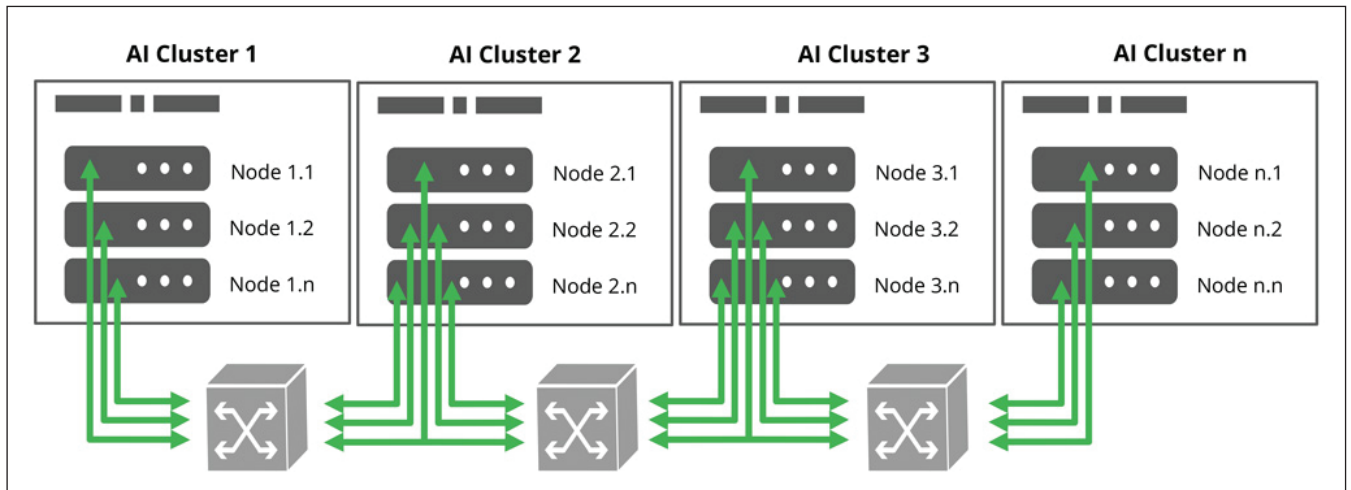 AI Cluster 1
AI Cluster 2
AI Cluster 3
AI Cluster n
Node 1.1
Node 1.2
Node 1.n
Node 2.1
Node 2.2
Node 2.n
Node 3.1
Node 3.2
Node 3.n
Node n.1
Node n.2
Node n.n